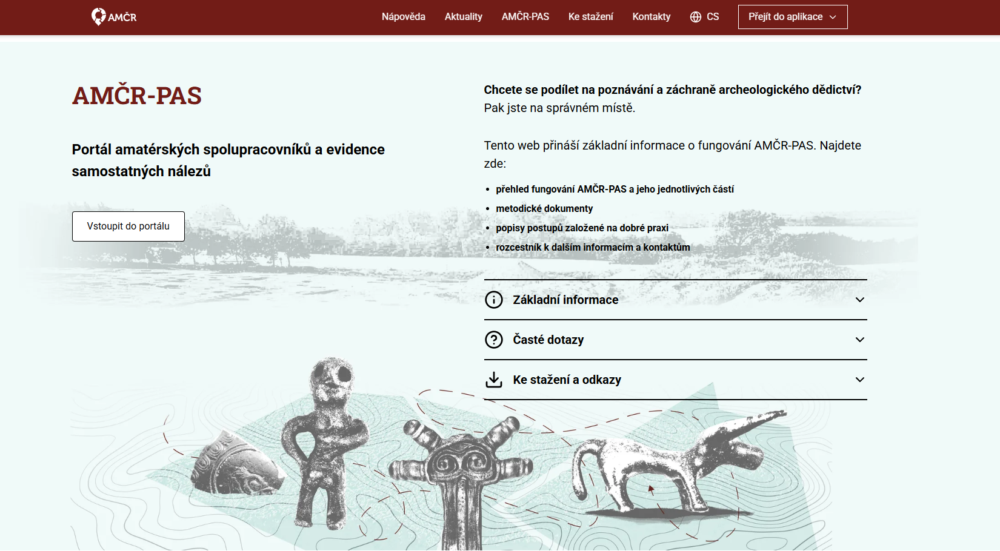 AMČR
Nápověda
Aktuality
AMČR-PAS
Ke stažení
Kontakty
CS
Přejít do aplikace
AMČR-PAS
Portál amatérských spolupracovníků a evidence
samostatných nálezů
Vstoupit do portálu
Chcete se podílet na poznávání a záchraně archeologického dědictví?
Pak jste na správném místě.
Tento web přináší základní informace o fungování AMČR-PAS. Najdete
zde:
• přehled fungování AMČR-PAS a jeho jednotlivých částí
• metodické dokumenty
• popisy postupů založené na dobré praxi
• rozcestník k dalším informacím a kontaktům
Základní informace
Časté dotazy
Ke stažení a odkazy